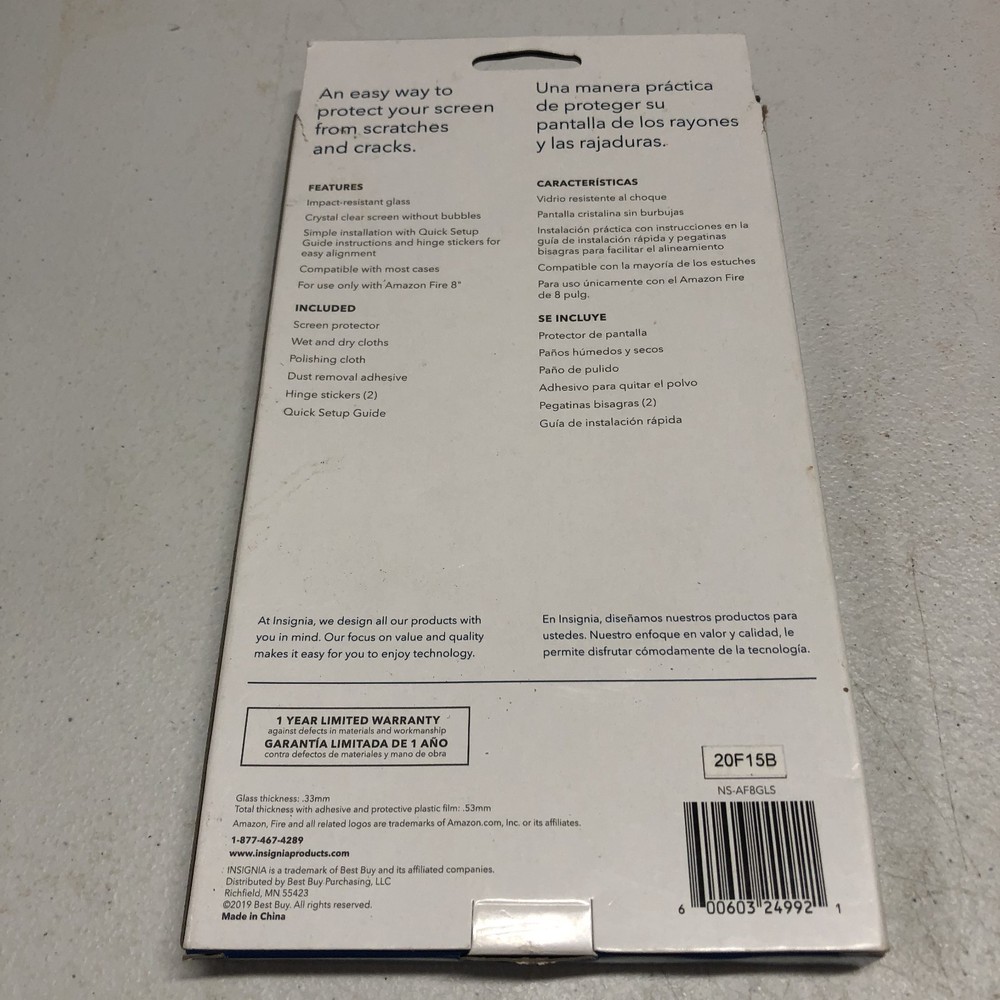 An easy way to
protect your screen
from scratches
and cracks.
FEATURES
Impact-resistant glass
Crystal clear screen without bubbles
Simple installation with Quick Setup
Guide instructions and hinge stickers for
easy alignment
Compatible with most cases
For use only with Amazon Fire 8"
INCLUDED
Screen protector
Wet and dry cloths
Polishing cloth
Dust removal adhesive
Hinge stickers (2)
Quick Setup Guide
Una manera práctica
de proteger su
pantalla de los rayones
y las rajaduras.
CARACTERÍSTICAS
Vidrio resistente al choque
Pantalla cristalina sin burbujas
Instalación práctica con instrucciones en la
guía de instalación rápida y pegatinas
bisagras para facilitar el alineamiento
Compatible con la mayoría de los estuches
Para uso únicamente con el Amazon Fire
de 8 pulg.
SE INCLUYE
Protector de pantalla
Paños húmedos y secos
Paño de pulido
Adhesivo para quitar el polvo
Pegatinas bisagras (2)
Guía de instalación rápida
At Insignia, we design all our products with
you in mind. Our focus on value and quality
makes it easy for you to enjoy technology.
En Insignia, diseñamos nuestros productos para
ustedes. Nuestro enfoque en valor y calidad, le
permite disfrutar cómodamente de la tecnología.
1 YEAR LIMITED WARRANTY
against defects in materials and workmanship
GARANTÍA LIMITADA DE 1 AÑO
contra defectos de materiales y mano de obra
Glass thickness: .33mm
Total thickness with adhesive and protective plastic film: .53mm
Amazon, Fire and all related logos are trademarks of Amazon.com, Inc. or its affiliates.
1-877-467-4289
www.insigniaproducts.com
INSIGNIA is a trademark of Best Buy and its affiliated companies.
Distributed by Best Buy Purchasing, LLC
Richfield, MN 55423
©2019 Best Buy. All rights reserved.
Made in China
20F15B
NS-AF8GLS
6 00603 24992 1